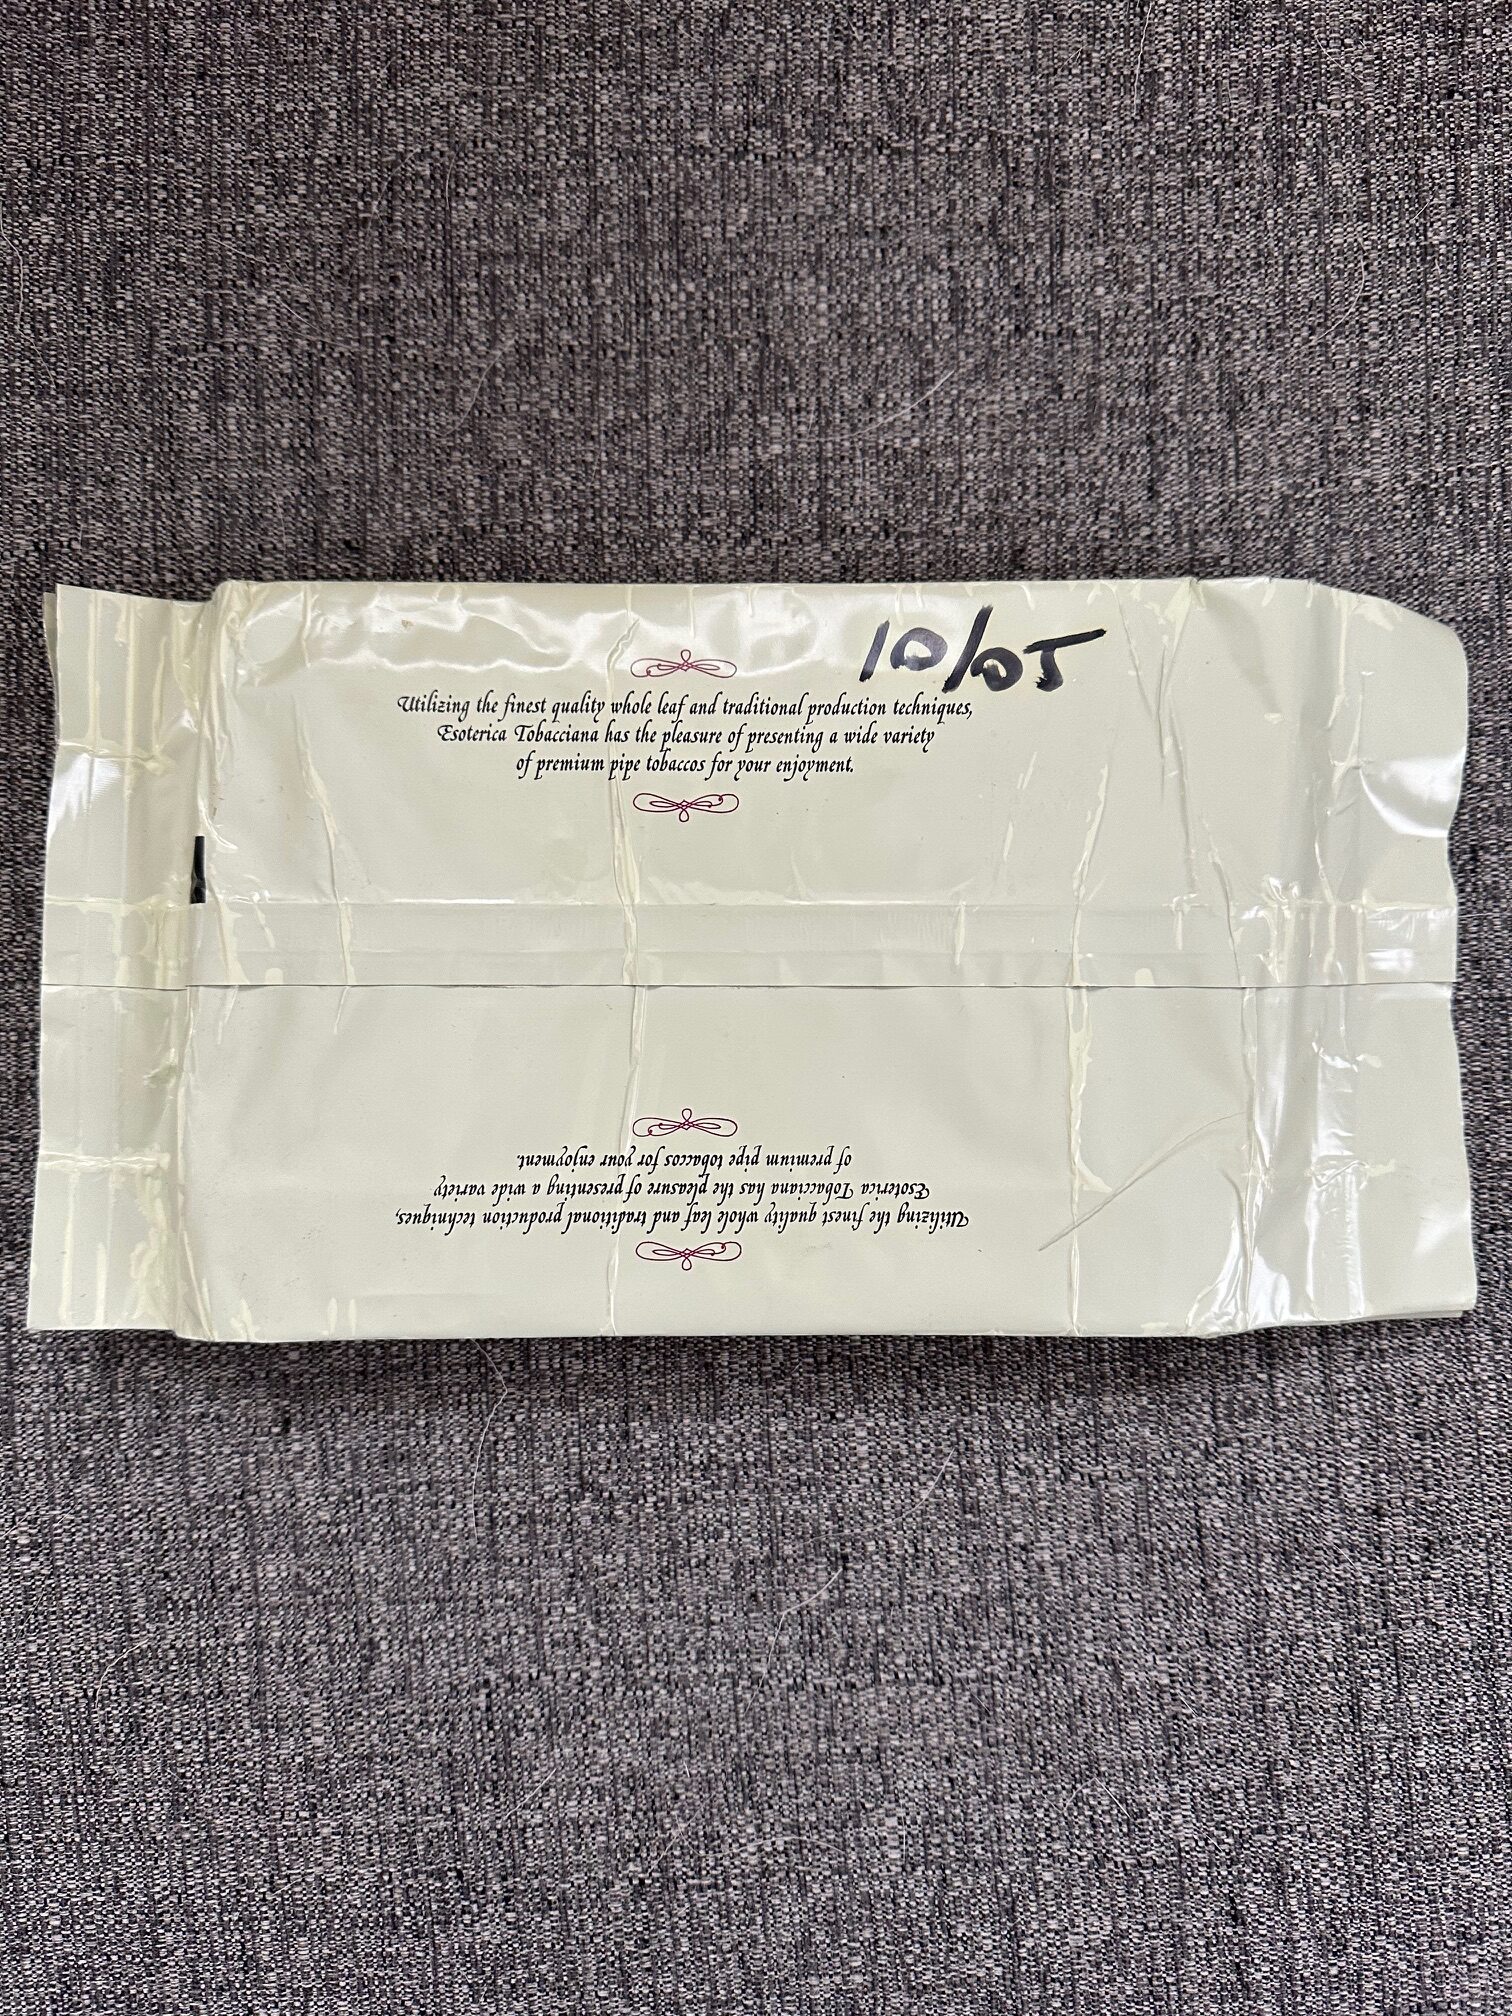 10/05
Utilizing the finest quality whole leaf and traditional production techniques,
Esoterica Tobacciana has the pleasure of presenting a wide variety
of premium pipe tobaccos for your enjoyment.
Utilizing the finest quality whole leaf and traditional production techniques,
Esoterica Tobacciana has the pleasure of presenting a wide variety
of premium pipe tobaccos for your enjoyment.